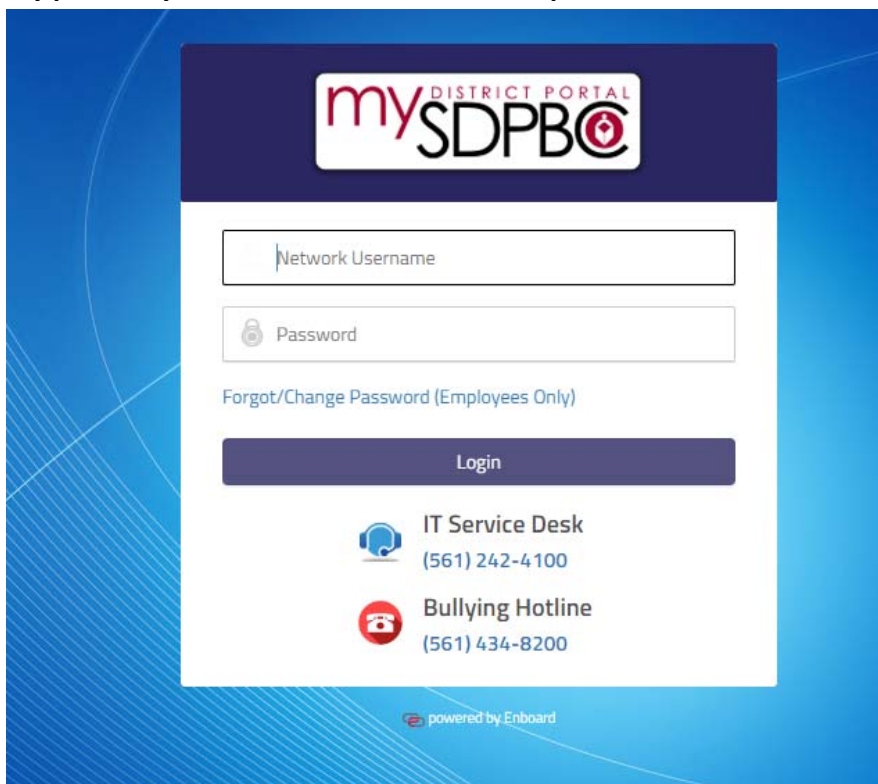 my DISTRICT PORTAL
SDPBC
Network Username
Password
Forgot/Change Password (Employees Only)
Login
IT Service Desk
(561) 242-4100
Bullying Hotline
(561) 434-8200
powered by Enboard